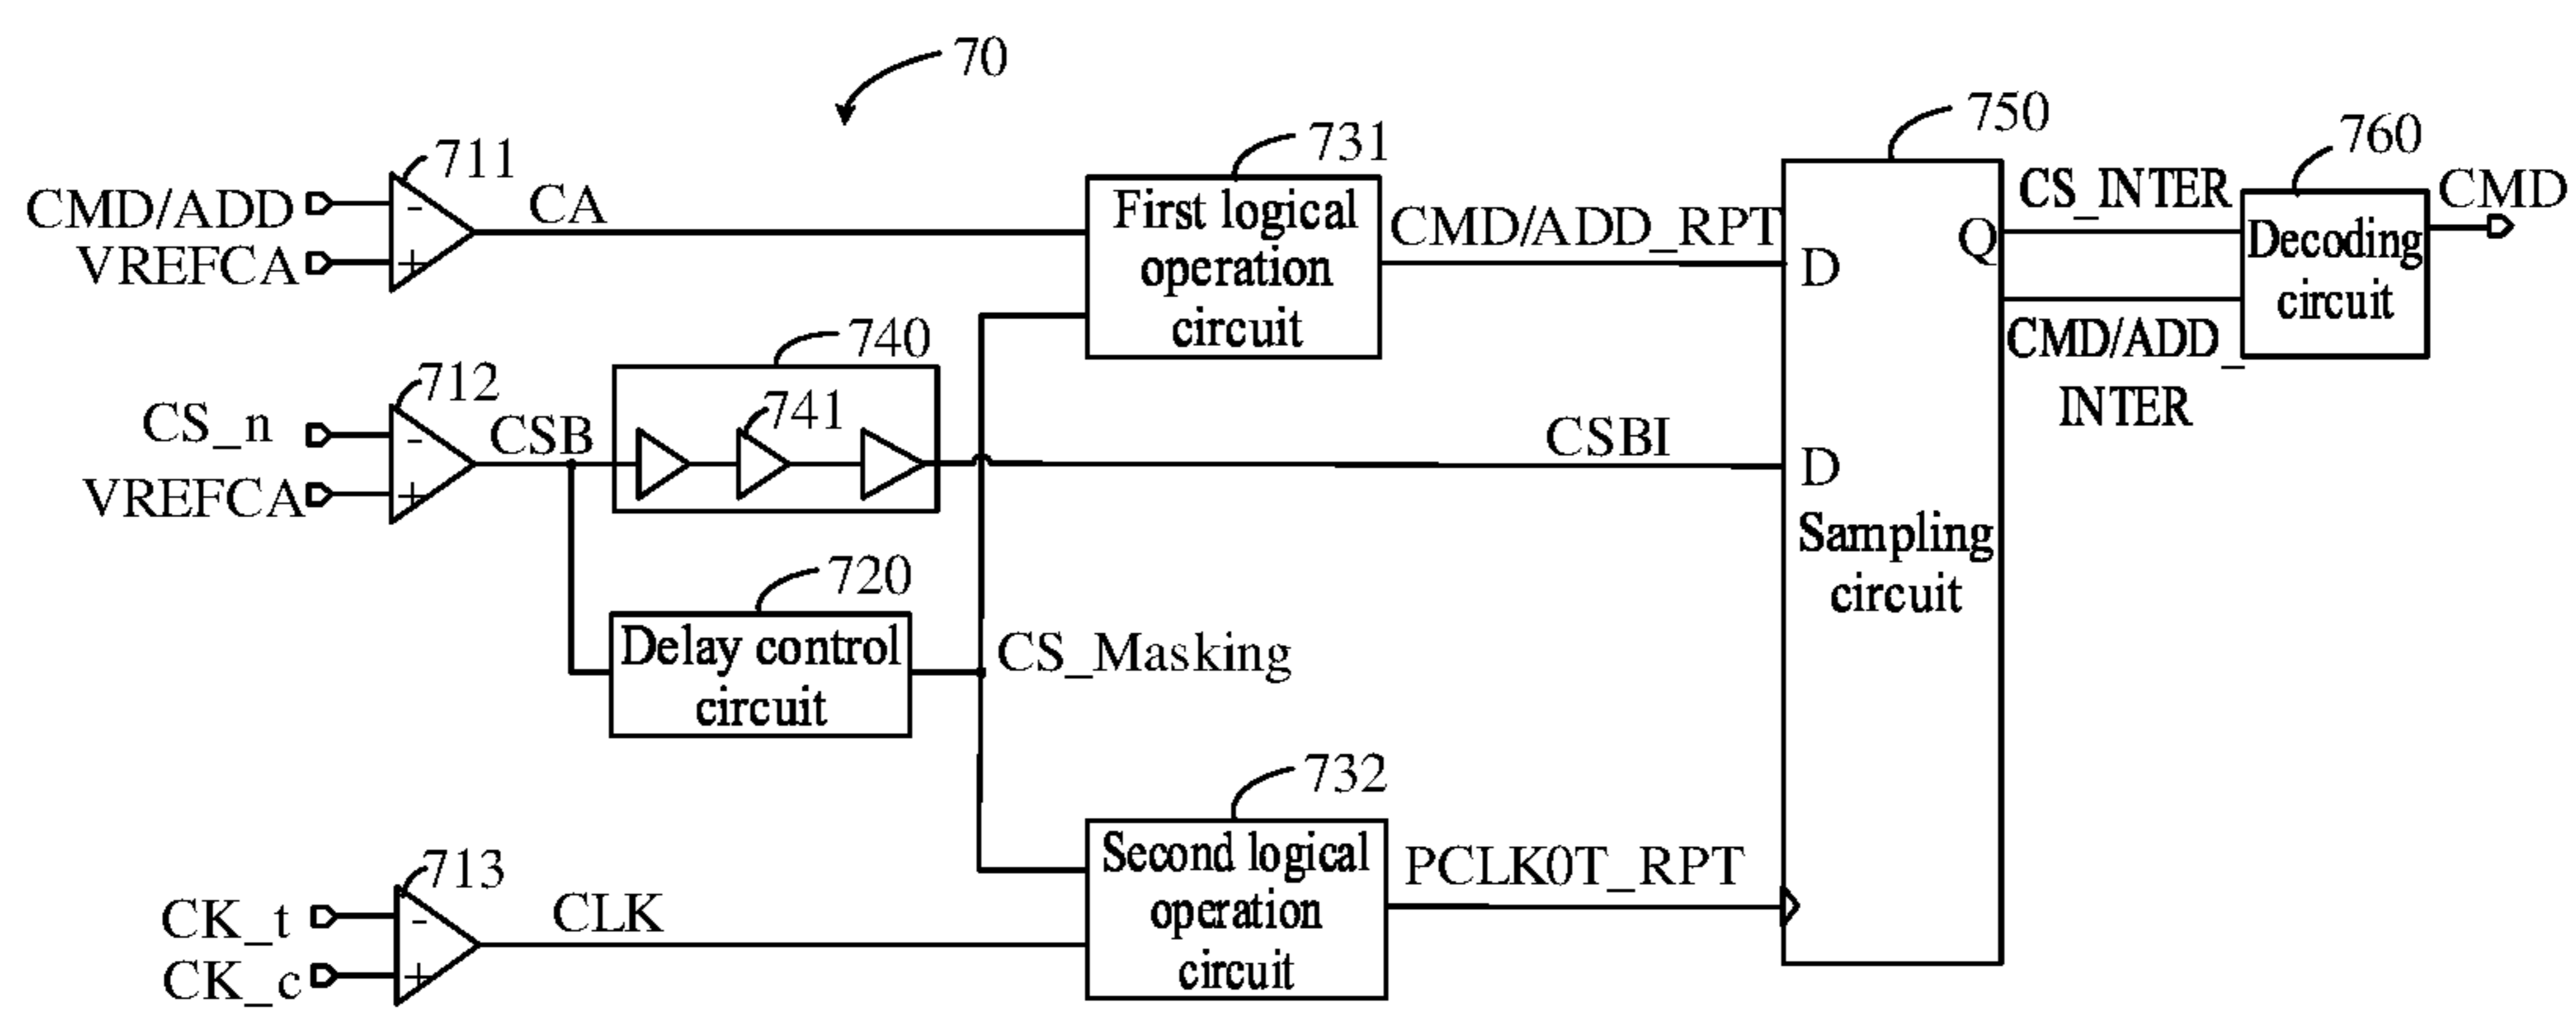 70
711
CMD/ADD
VREFCA
-
+
CA
731
First logical
operation
circuit
CMD/ADD_RPT
750
D
Q
D
Sampling
circuit
CS_INTER
CMD/ADD_
INTER
760
Decoding
circuit
CMD
712
CS_n
VREFCA
-
+
CSB
740
741
CSBI
720
Delay control
circuit
CS_Masking
732
Second logical
operation
circuit
PCLK0T_RPT
713
CK_t
CK_c
-
+
CLK